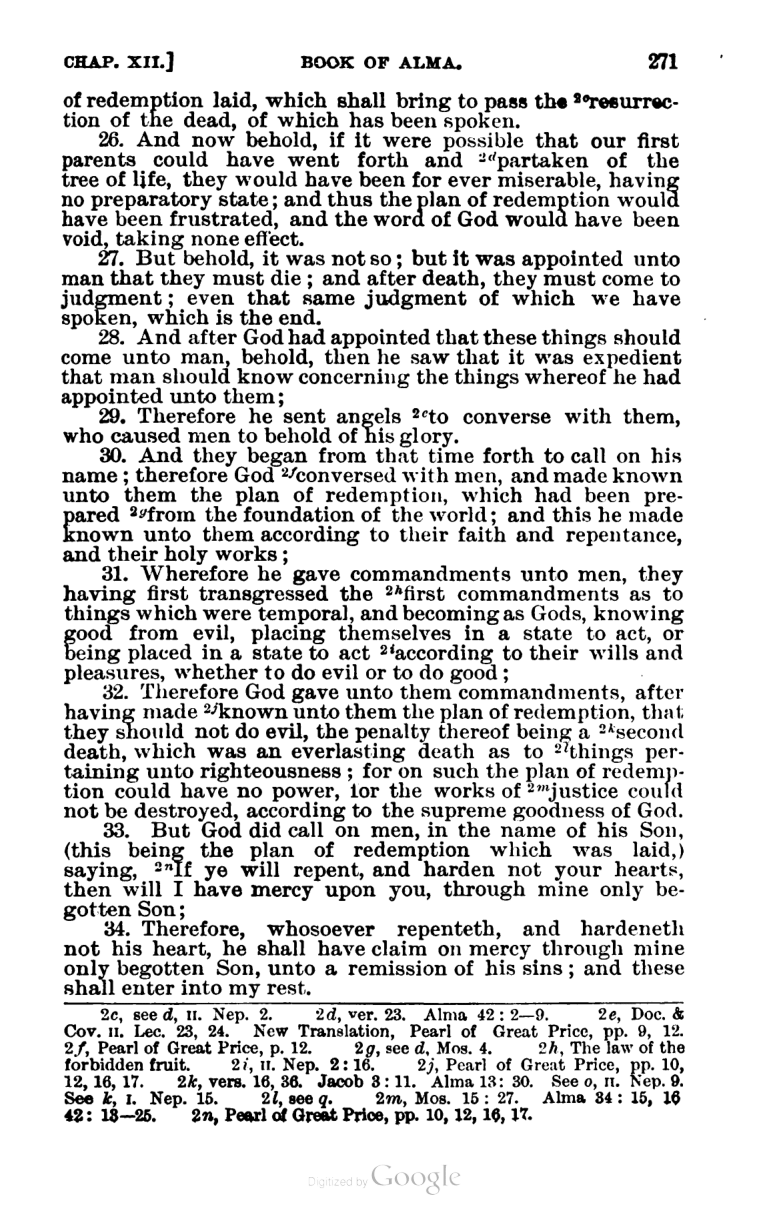 CHAP. XII.] BOOK OF ALMA. 271
of redemption laid, which shall bring to pass the 2cresurrec-
tion of the dead, of which has been spoken.
26. And now behold, if it were possible that our first
parents could have went forth and 2dpartaken of the
tree of life, they would have been for ever miserable, having
no preparatory state; and thus the plan of redemption would
have been frustrated, and the word of God would have been
void, taking none effect.
27. But behold, it was not so; but it was appointed unto
man that they must die; and after death, they must come to
judgment; even that same judgment of which we have
spoken, which is the end.
28. And after God had appointed that these things should
come unto man, behold, then he saw that it was expedient
that man should know concerning the things whereof he had
appointed unto them;
29. Therefore he sent angels 2eto converse with them,
who caused men to behold of his glory.
30. And they began from that time forth to call on his
name; therefore God 2fconversed with men, and made known
unto them the plan of redemption, which had been pre-
pared 2gfrom the foundation of the world; and this he made
known unto them according to their faith and repentance,
and their holy works;
31. Wherefore he gave commandments unto men, they
having first transgressed the 2hfirst commandments as to
things which were temporal, and becoming as Gods, knowing
good from evil, placing themselves in a state to act, or
being placed in a state to act 2iaccording to their wills and
pleasures, whether to do evil or to do good;
32. Therefore God gave unto them commandments, after
having made 2jknown unto them the plan of redemption, that
they should not do evil, the penalty thereof being a 2ksecond
death, which was an everlasting death as to 2lthings per-
taining unto righteousness; for on such the plan of redemp-
tion could have no power, for the works of 2mjustice could
not be destroyed, according to the supreme goodness of God.
33. But God did call on men, in the name of his Son,
(this being the plan of redemption which was laid,)
saying, 2nIf ye will repent, and harden not your hearts,
then will I have mercy upon you, through mine only be-
gotten Son;
34. Therefore, whosoever repenteth, and hardeneth
not his heart, he shall have claim on mercy through mine
only begotten Son, unto a remission of his sins; and these
shall enter into my rest.
2c, see d, II. Nep. 2. 2d, ver. 23. Alma 42: 2—9. 2e, Doc. &
Cov. II. Lec. 23, 24. New Translation, Pearl of Great Price, pp. 9, 12.
2f, Pearl of Great Price, p. 12. 2g, see d, Mos. 4. 2h, The law of the
forbidden fruit. 2i, II. Nep. 2: 16. 2j, Pearl of Great Price, pp. 10,
12, 16, 17. 2k, vers. 16, 36. Jacob 3: 11. Alma 13: 30. See o, II. Nep. 9.
See k, I. Nep. 15. 2l, see q. 2m, Mos. 15: 27. Alma 34: 15, 16
42: 13—25. 2n, Pearl of Great Price, pp. 10, 12, 16, 17.
Digitized by Google